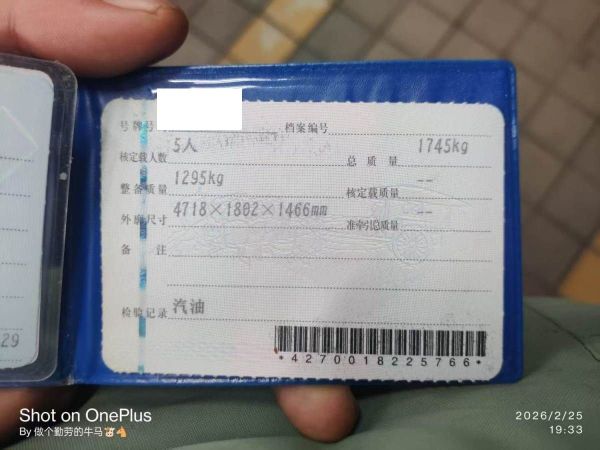 号牌号
档案编号
核定载人数 5人 总质量 1745kg
整备质量 1295kg 核定载质量 --
外廓尺寸 4718×1802×1466mm 准牵引总质量 --
备注
检验记录 汽油
*4270018225766*
29
Shot on OnePlus
By 做个勤劳的牛马🐮🐴
2026/2/25
19:33